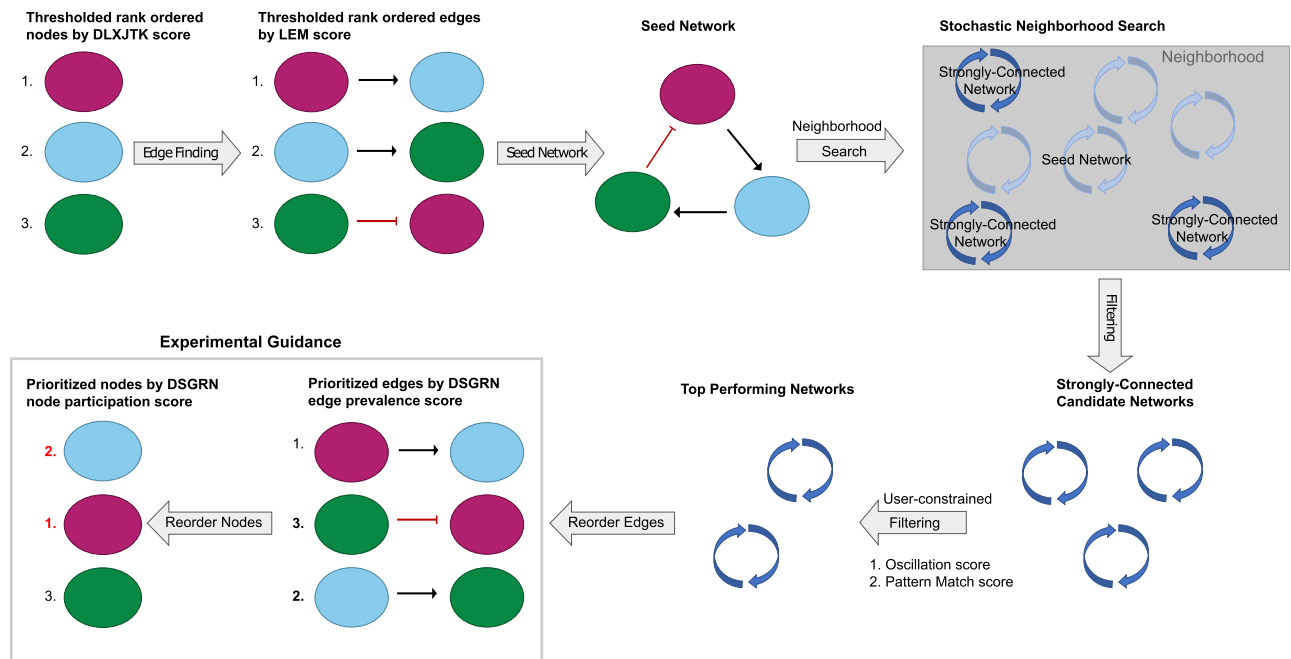 Thresholded rank ordered
nodes by DLXJTK score
1.
2.
3.
Edge Finding
Thresholded rank ordered edges
by LEM score
1.
2.
3.
Seed Network
Seed Network
Neighborhood
Search
Stochastic Neighborhood Search
Neighborhood
Strongly-Connected
Network
Seed Network
Strongly-Connected
Network
Strongly-Connected
Network
Filtering
Strongly-Connected
Candidate Networks
User-constrained
Filtering
1. Oscillation score
2. Pattern Match score
Top Performing Networks
Reorder Edges
Experimental Guidance
Prioritized edges by DSGRN
edge prevalence score
1.
3.
2.
Reorder Nodes
Prioritized nodes by DSGRN
node participation score
2.
1.
3.